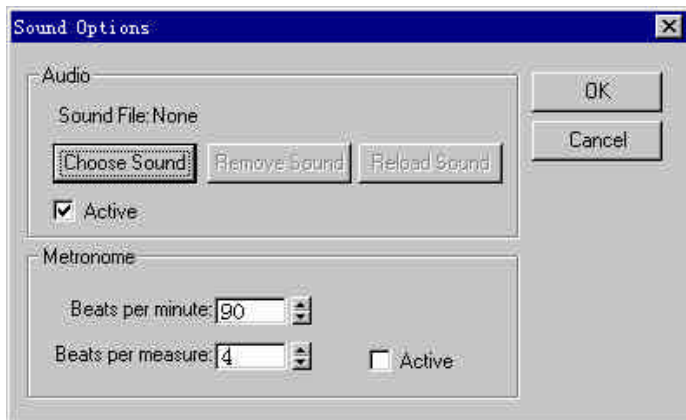 Sound Options
Audio
OK
Sound File: None
Cancel
Choose Sound Remove Sound Reload Sound
Active
Metronome
Beats per minute: 90
Beats per measure: 4
Active